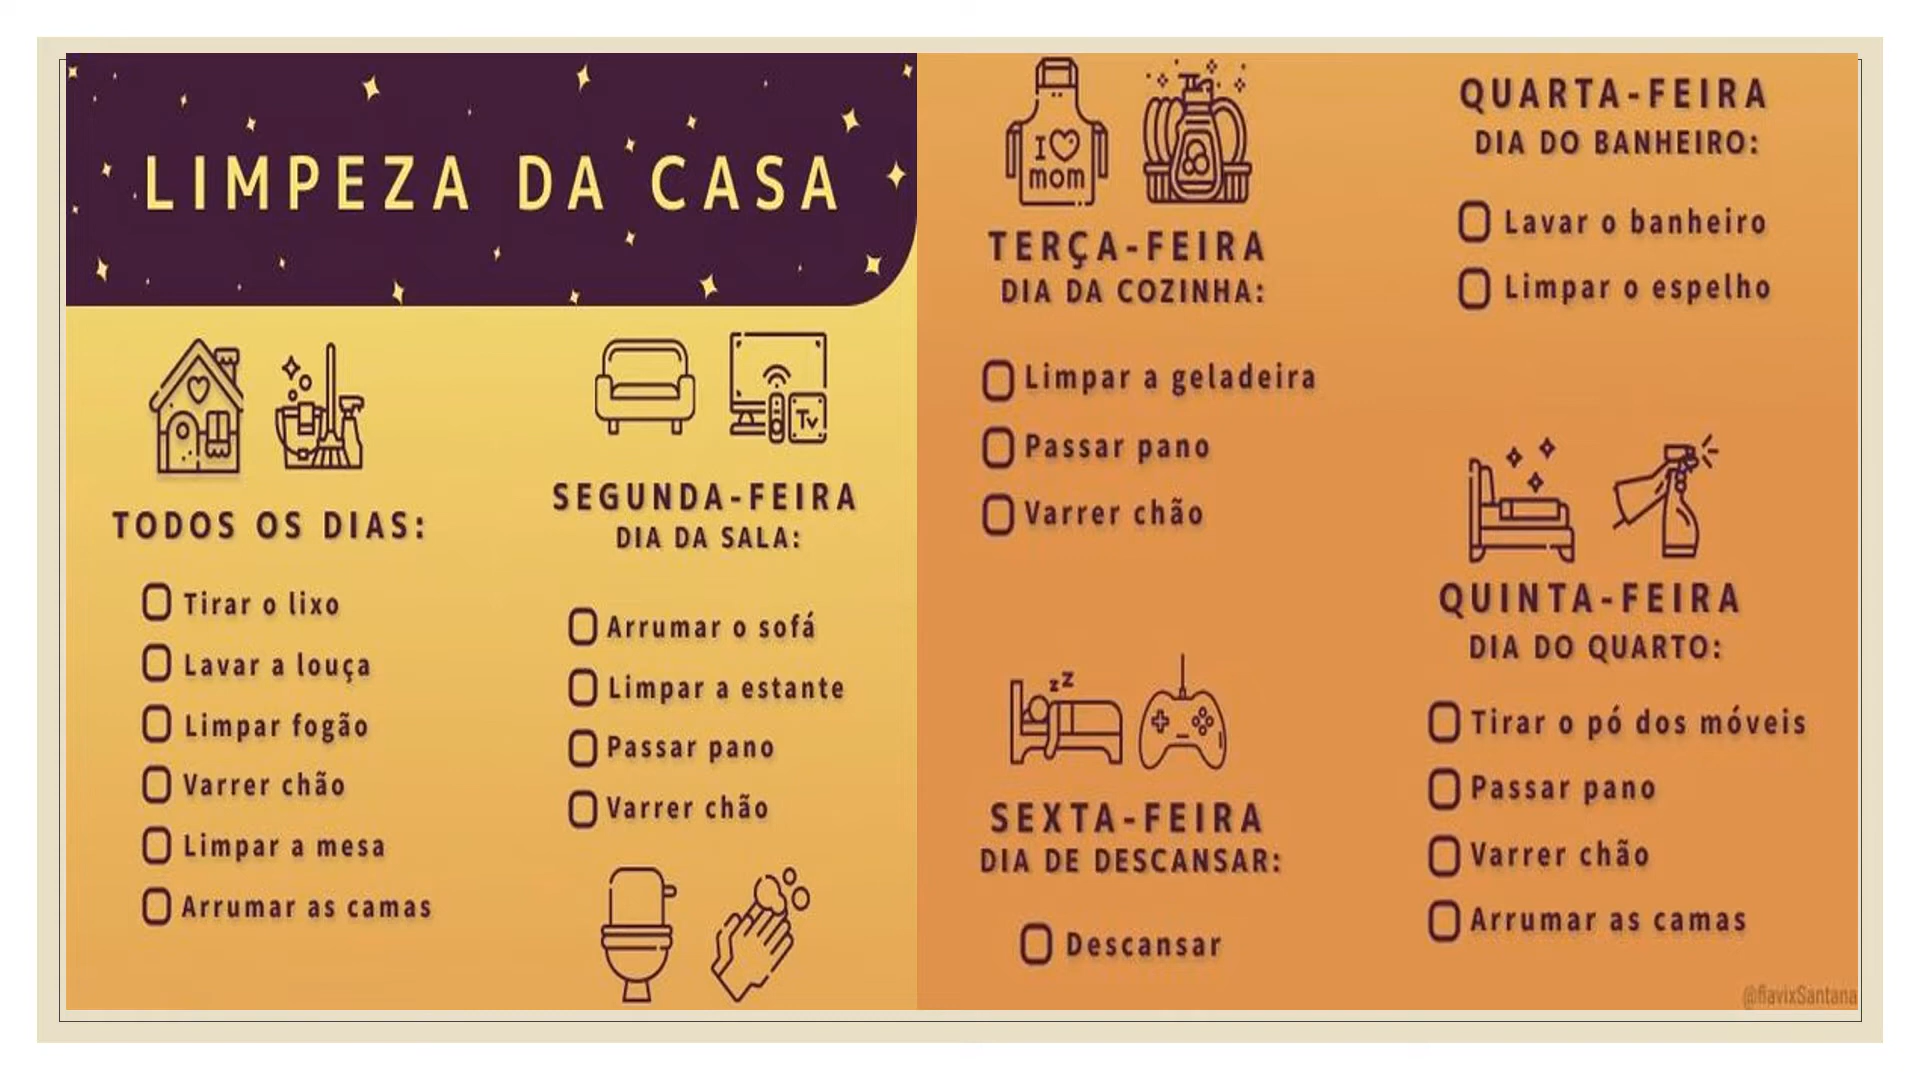 LIMPEZA DA CASA
TODOS OS DIAS:
Tirar o lixo
Lavar a louça
Limpar fogão
Varrer chão
Limpar a mesa
Arrumar as camas
Tv
SEGUNDA-FEIRA
DIA DA SALA:
Arrumar o sofá
Limpar a estante
Passar pano
Varrer chão
I
mom
TERÇA-FEIRA
DIA DA COZINHA:
Limpar a geladeira
Passar pano
Varrer chão
zZ
SEXTA-FEIRA
DIA DE DESCANSAR:
Descansar
QUARTA-FEIRA
DIA DO BANHEIRO:
Lavar o banheiro
Limpar o espelho
QUINTA-FEIRA
DIA DO QUARTO:
Tirar o pó dos móveis
Passar pano
Varrer chão
Arrumar as camas
@flavixSantana